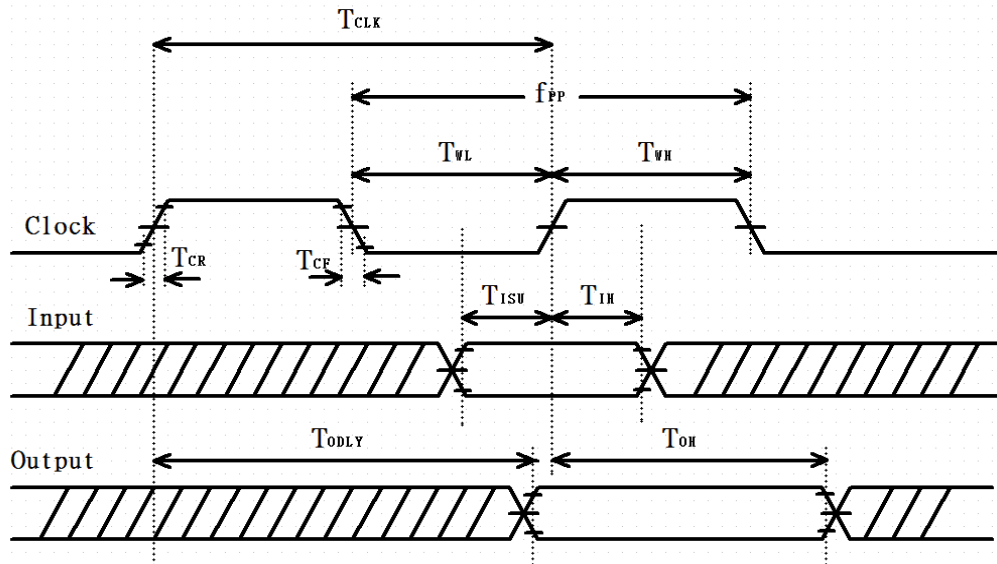 TCLK
fPP
TWL TWH
Clock
TCR TCF
TISU TIH
Input
TODLY TOH
Output